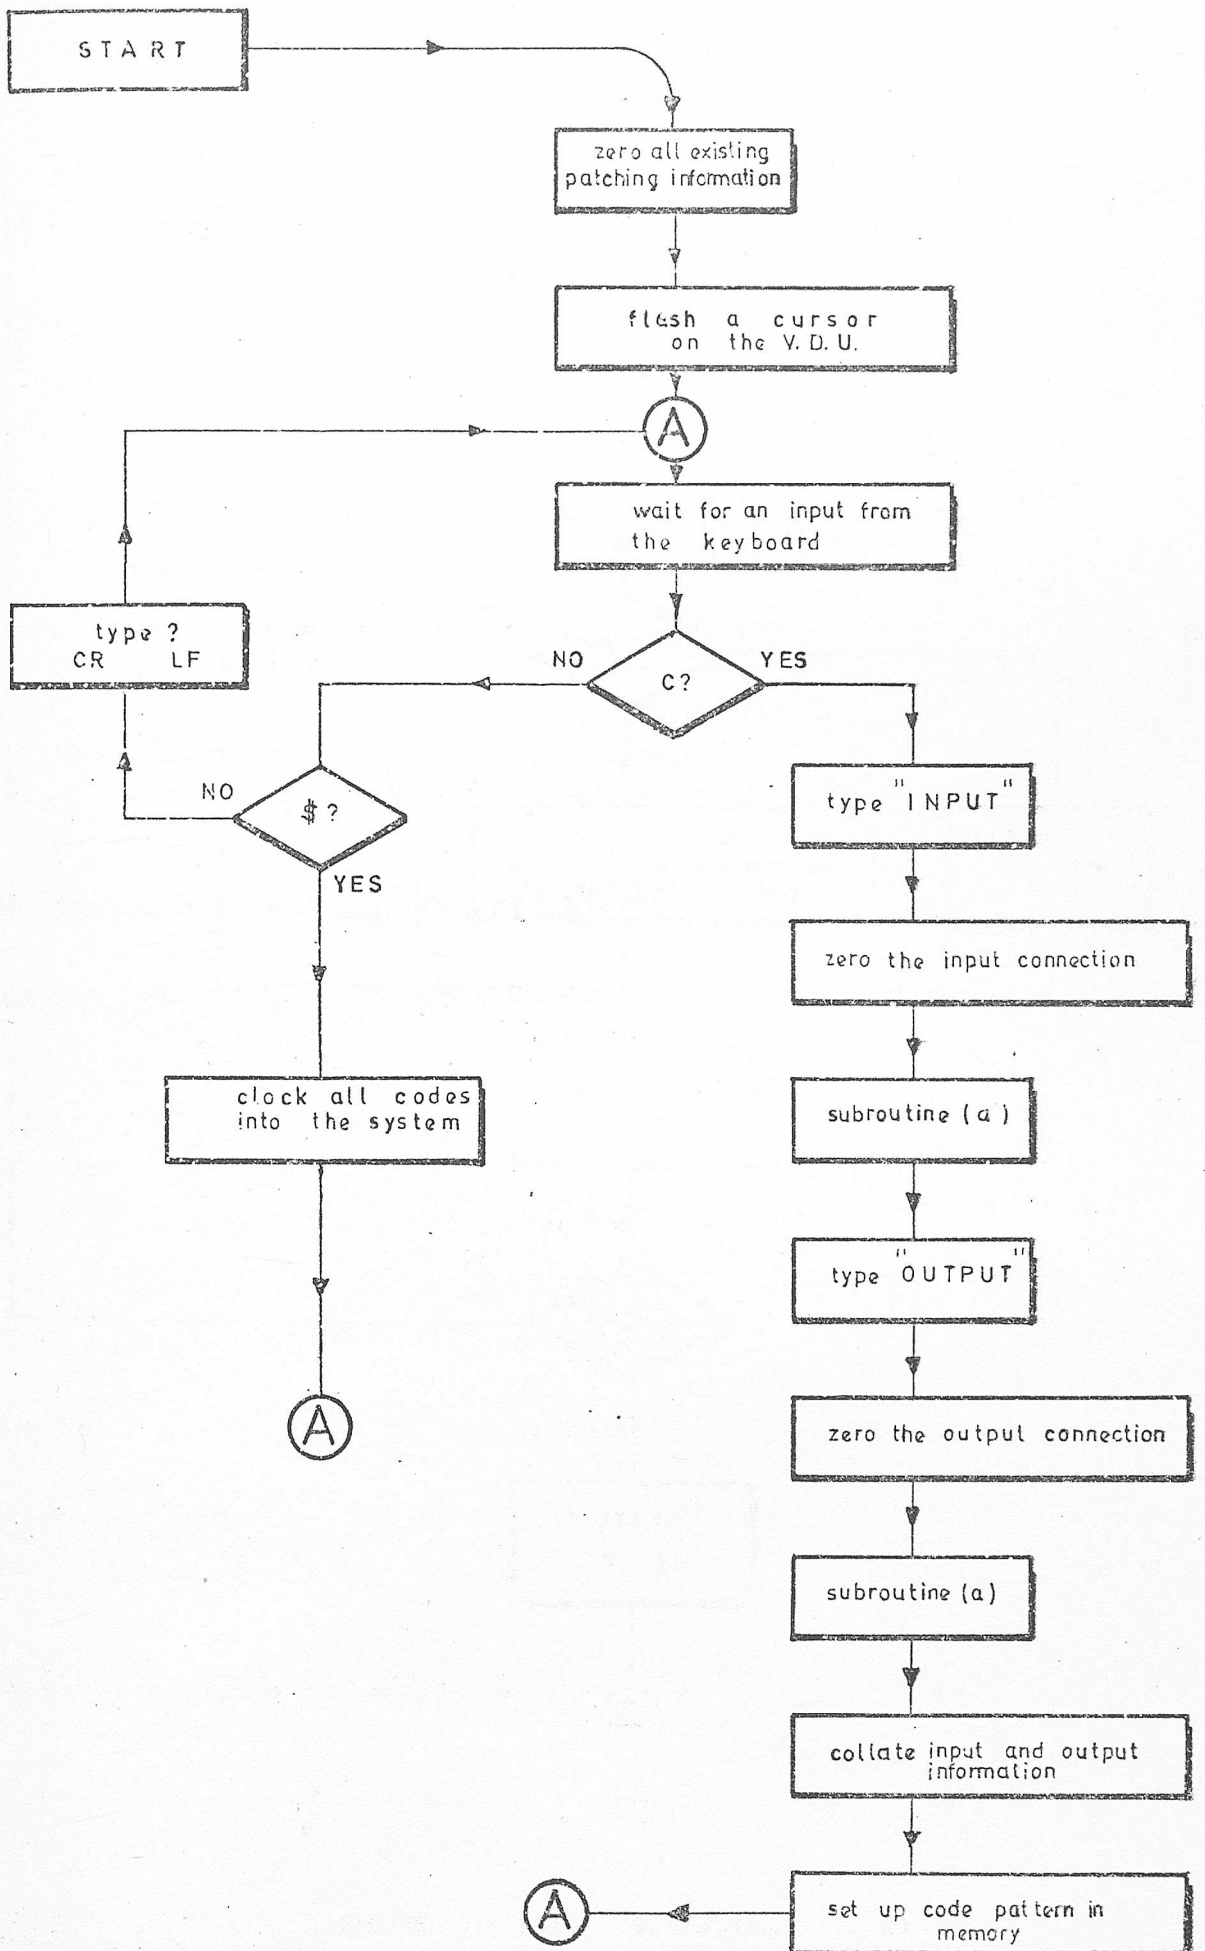 START
zero all existing
patching information
flash a cursor
on the V.D.U.
A
wait for an input from
the keyboard
type ?
CR LF
NO
C?
YES
NO
$?
YES
type "INPUT"
zero the input connection
clock all codes
into the system
subroutine (a)
type "OUTPUT"
A
zero the output connection
subroutine (a)
collate input and output
information
A
set up code pattern in
memory